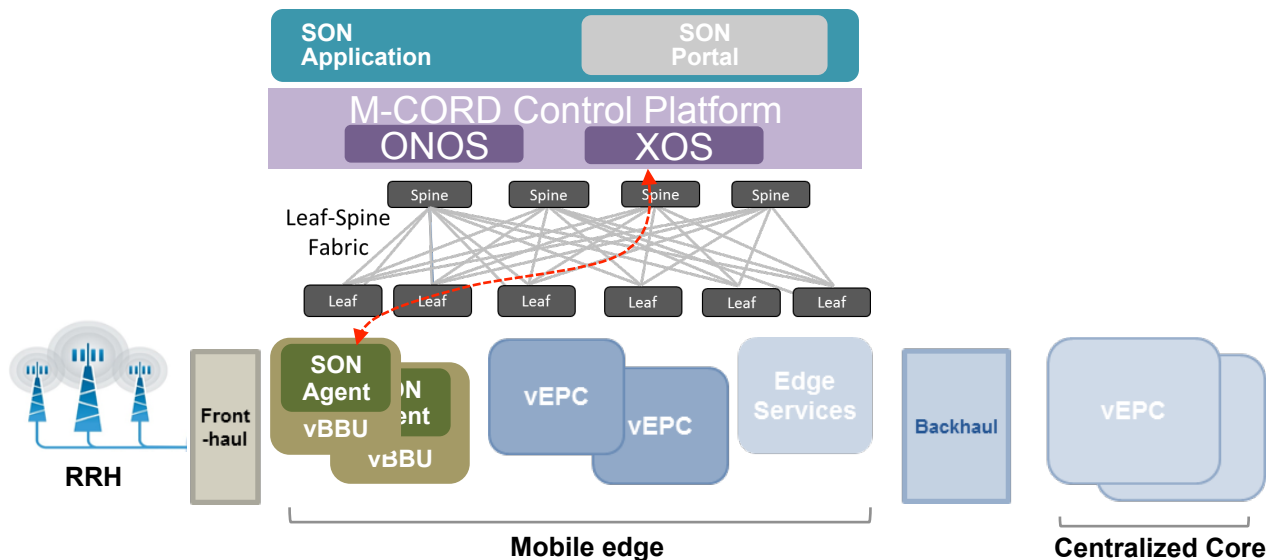 SON
Application
SON
Portal
M-CORD Control Platform
ONOS
XOS
Spine
Spine
Spine
Spine
Leaf-Spine
Fabric
Leaf
Leaf
Leaf
Leaf
Leaf
Leaf
RRH
Front
-haul
SON
Agent
vBBU
ON
ent
vBBU
vEPC
vEPC
Edge
Services
Backhaul
vEPC
Mobile edge
Centralized Core